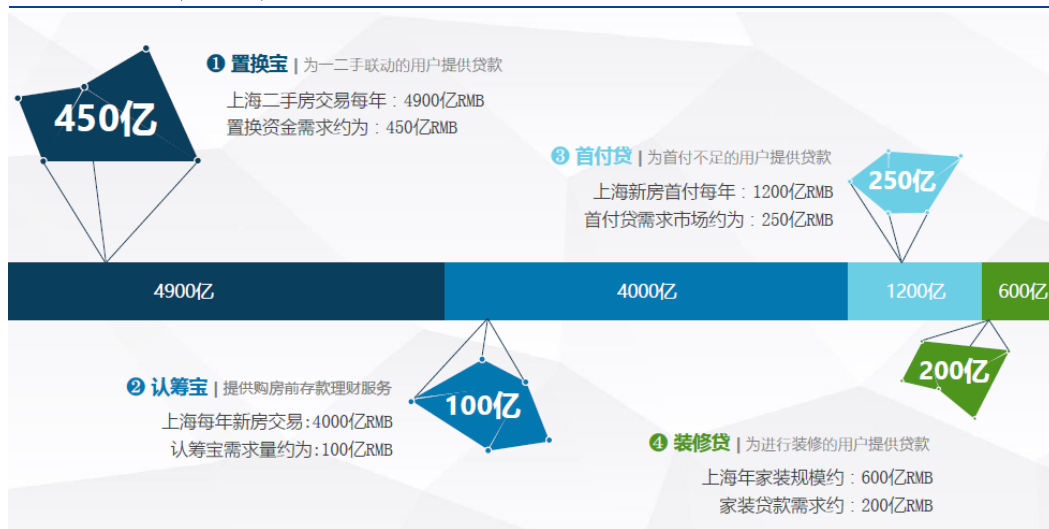 ❶ 置换宝 | 为一二手联动的用户提供贷款
上海二手房交易每年：4900亿RMB
置换资金需求约为：450亿RMB
450亿
❸ 首付贷 | 为首付不足的用户提供贷款
上海新房首付每年：1200亿RMB
首付贷需求市场约为：250亿RMB
250亿
4900亿
4000亿
1200亿
600亿
❷ 认筹宝 | 提供购房前存款理财服务
上海每年新房交易:4000亿RMB
认筹宝需求量约为:100亿RMB
100亿
200亿
❹ 装修贷 | 为进行装修的用户提供贷款
上海年家装规模约：600亿RMB
家装贷款需求约：200亿RMB